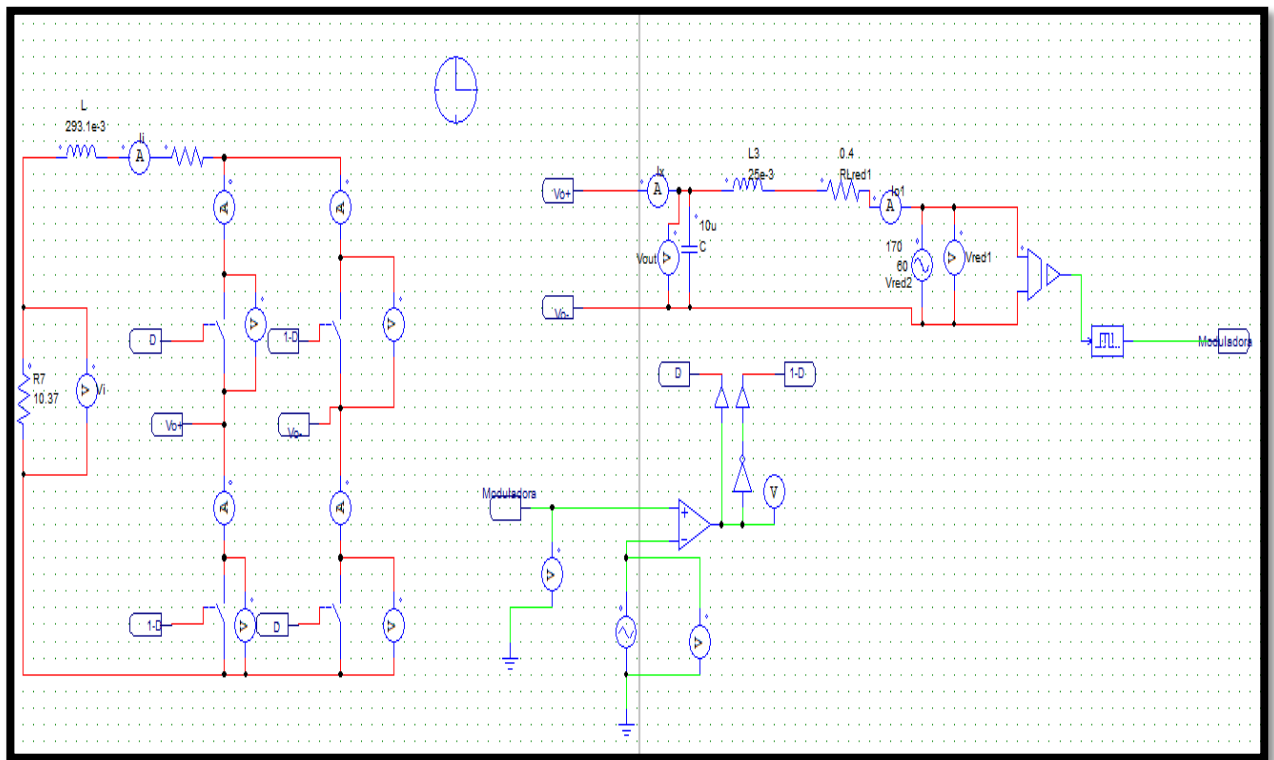 L
293.1e-3
Ii
A
A
A
D
V
1-D
V
R7
10.37
V
Vi
Vo+
Vo-
A
A
1-D
V
D
V
Vo+
Ix
A
L3
25e-3
0.4
RLred1
Io1
A
10u
C
Vout
V
170
60
Vred2
V
Vred1
Vo-
Moduladora
D
1-D
Moduladora
V
V
V